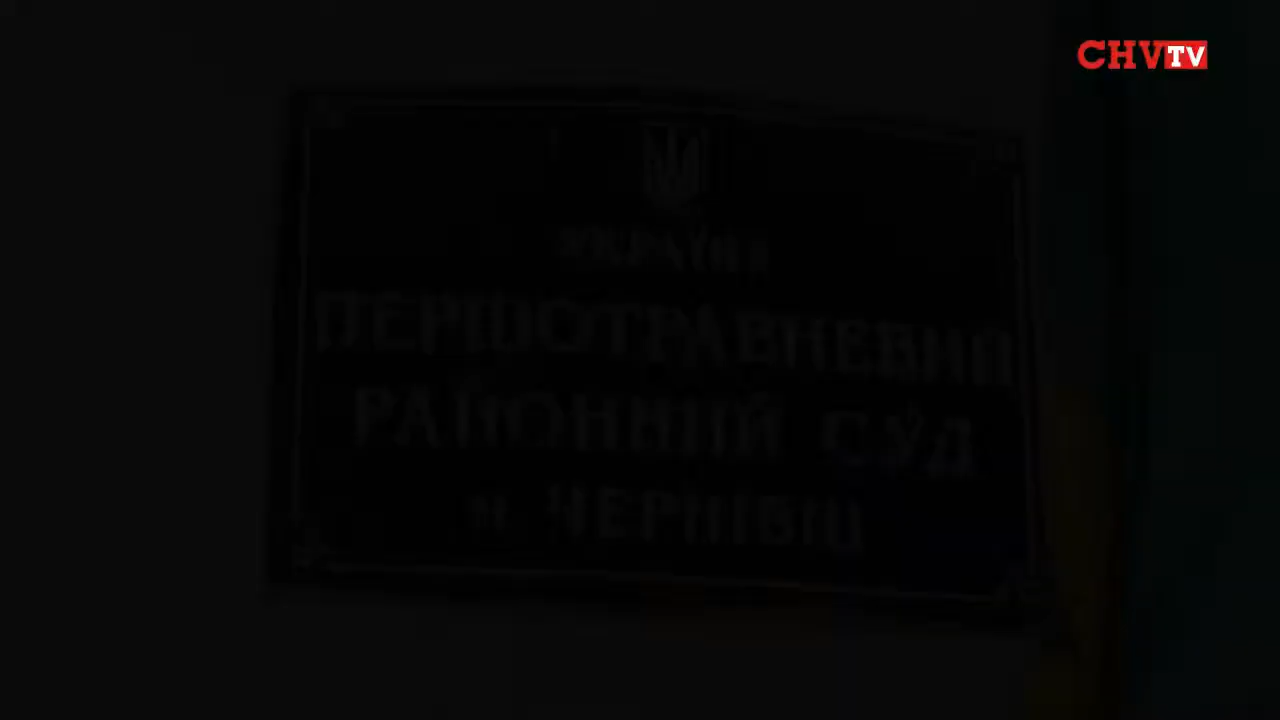 CHVTV
УКРАЇНА
ПЕРШОТРАВНЕВИЙ
РАЙОННИЙ СУД
м ЧЕРНІВЦІ